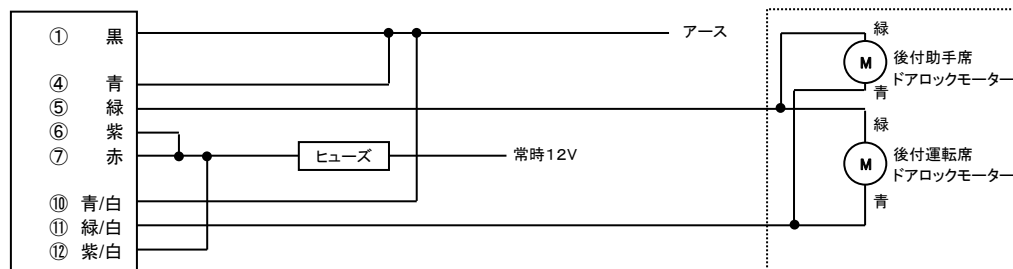 ① 黒
④ 青
⑤ 緑
⑥ 紫
⑦ 赤
⑩ 青/白
⑪ 緑/白
⑫ 紫/白
アース
ヒューズ
常時12V
緑
M
後付助手席
ドアロックモーター
青
緑
M
後付運転席
ドアロックモーター
青